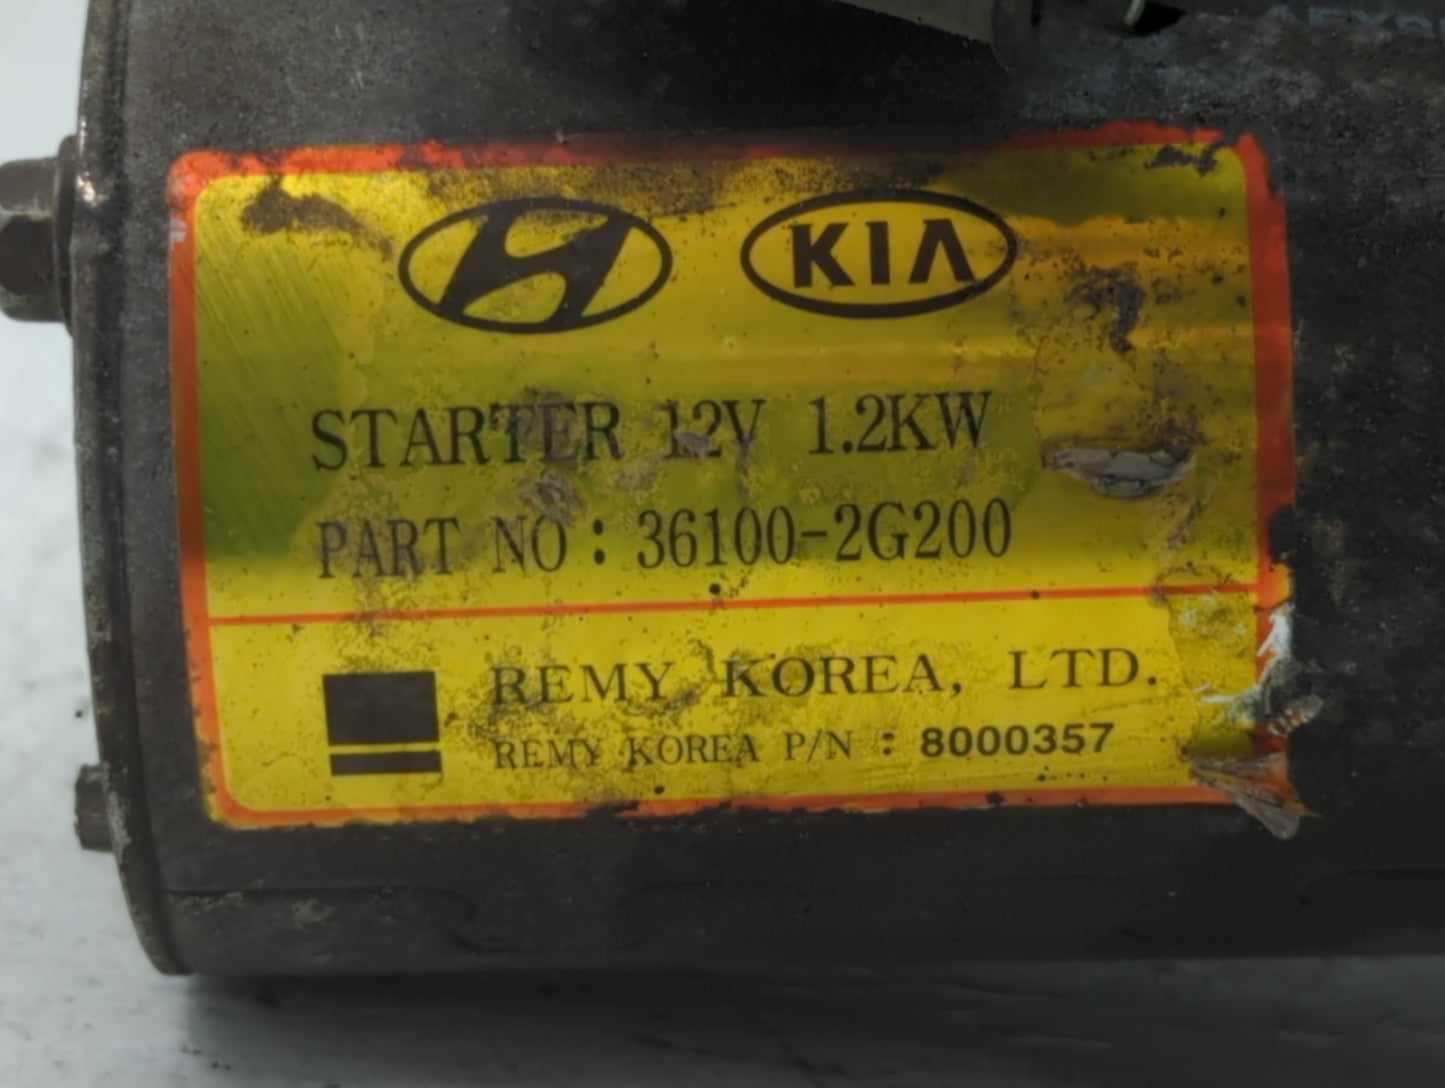 KIA
STARTER 12V 1.2KW
PART NO : 36100-2G200
REMY KOREA, LTD.
REMY KOREA P/N : 8000357